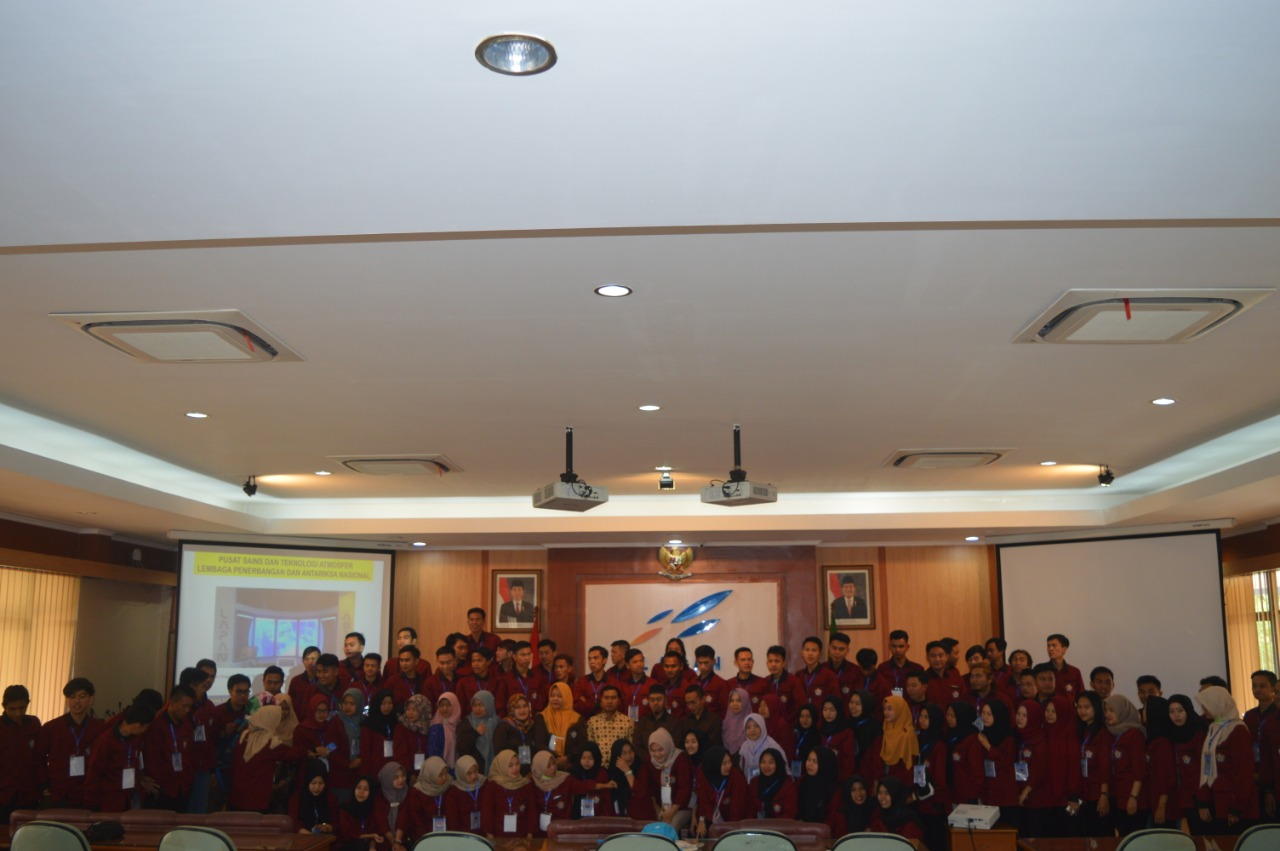 PUSAT SAINS DAN TEKNOLOGI ATMOSFER
LEMBAGA PENERBANGAN DAN ANTARIKSA NASIONAL